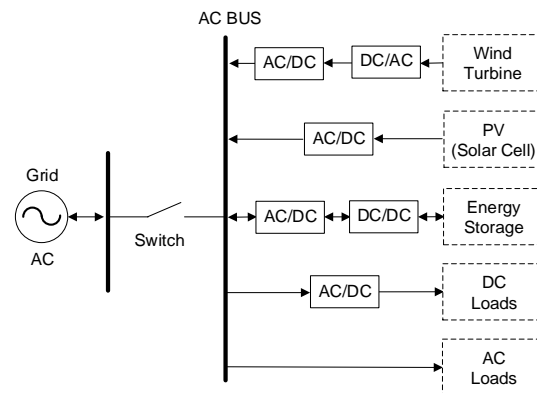 AC BUS
AC/DC
DC/AC
Wind
Turbine
AC/DC
PV
(Solar Cell)
Grid
AC
Switch
AC/DC
DC/DC
Energy
Storage
AC/DC
DC
Loads
AC
Loads